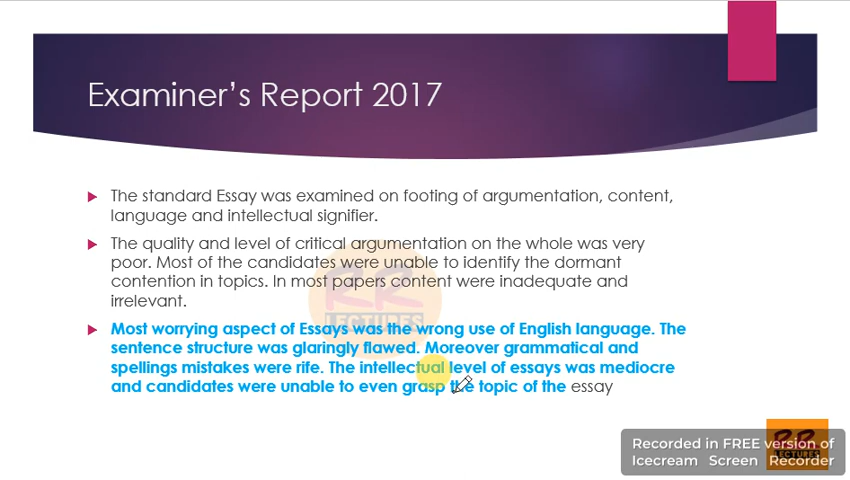 Examiner's Report 2017
The standard Essay was examined on footing of argumentation, content,
language and intellectual signifier.
The quality and level of critical argumentation on the whole was very
poor. Most of the candidates were unable to identify the dormant
contention in topics. In most papers content were inadequate and
irrelevant.
Most worrying aspect of Essays was the wrong use of English language. The
sentence structure was glaringly flawed. Moreover grammatical and
spellings mistakes were rife. The intellectual level of essays was mediocre
and candidates were unable to even grasp the topic of the essay
RR
LECTURES
RR
LECTURES
Recorded in FREE version of
Icecream Screen Recorder